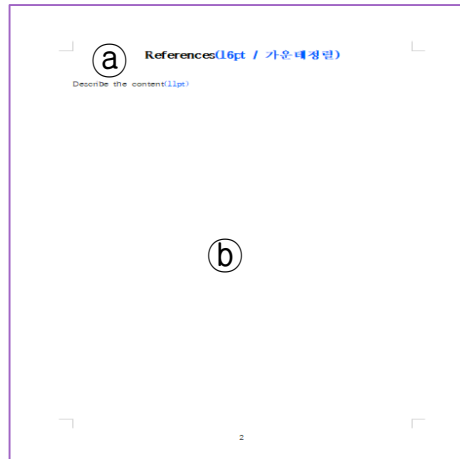 ⓐ References(16pt / 가운데정렬)
Describe the content(11pt)
ⓑ
2